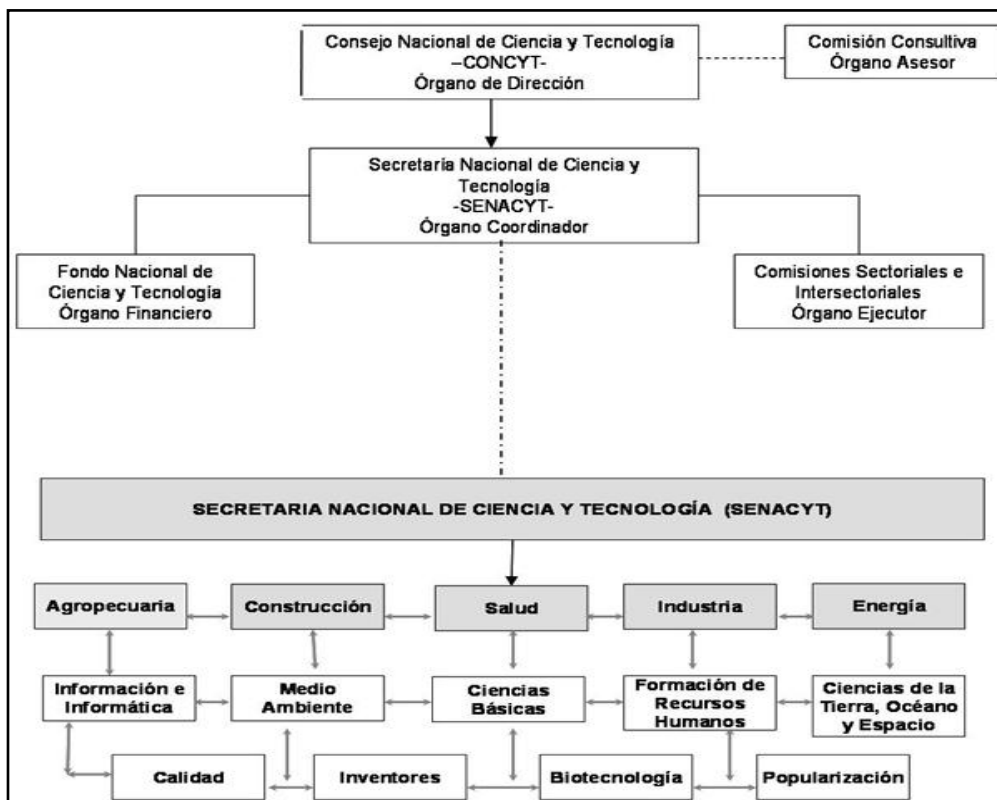 Consejo Nacional de Ciencia y Tecnología
–CONCYT-
Órgano de Dirección
Comisión Consultiva
Órgano Asesor
Secretaría Nacional de Ciencia y
Tecnología
-SENACYT-
Órgano Coordinador
Fondo Nacional de
Ciencia y Tecnología
Órgano Financiero
Comisiones Sectoriales e
Intersectoriales
Órgano Ejecutor
SECRETARIA NACIONAL DE CIENCIA Y TECNOLOGÍA (SENACYT)
Agropecuaria
Construcción
Salud
Industria
Energía
Información e
Informática
Medio
Ambiente
Ciencias
Básicas
Formación de
Recursos
Humanos
Ciencias de la
Tierra, Océano
y Espacio
Calidad
Inventores
Biotecnología
Popularización